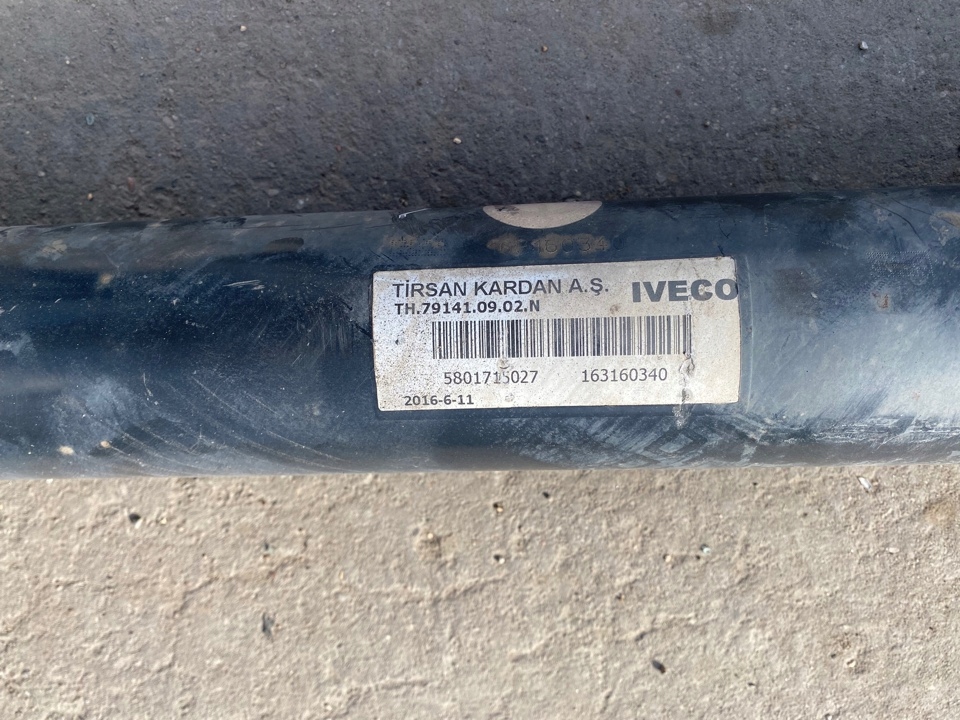 TİRSAN KARDAN A.Ş. IVECO
TH.79141.09.02.N
5801715027 163160340
2016-6-11